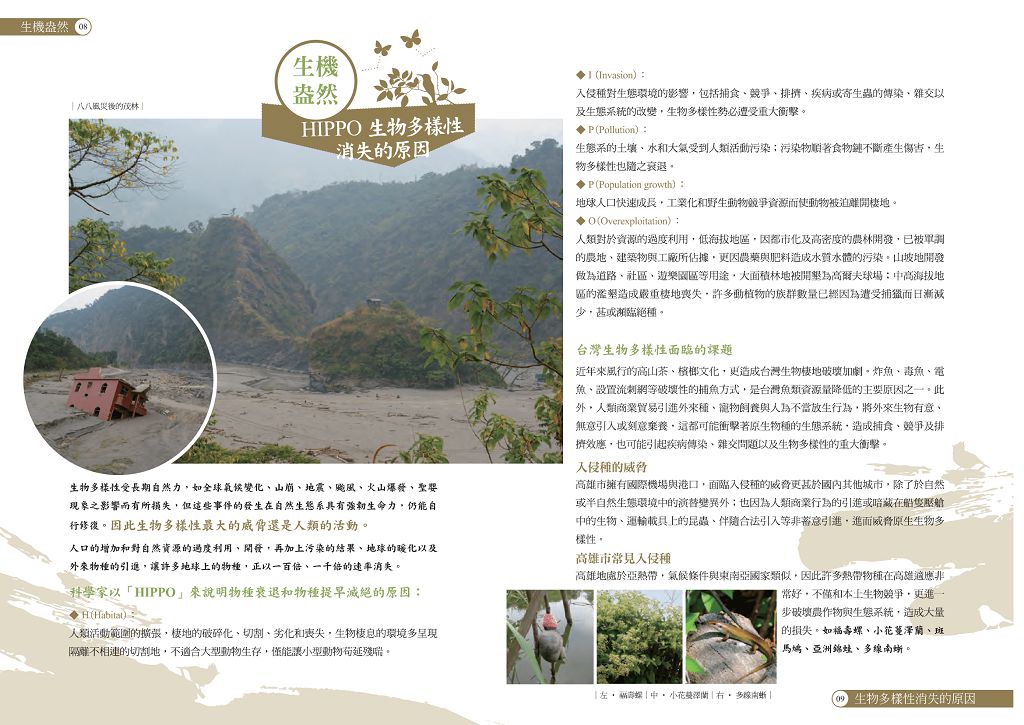 生機盎然 08
生機
盎然
HIPPO 生物多樣性
消失的原因
｜八八風災後的茂林｜
生物多樣性受長期自然力，如全球氣候變化、山崩、地震、颱風、火山爆發、聖嬰
現象之影響而有所損失，但這些事件的發生在自然生態系具有強韌生命力，仍能自
行修復。因此生物多樣性最大的威脅還是人類的活動。
人口的增加和對自然資源的過度利用、開發，再加上污染的結果、地球的暖化以及
外來物種的引進，讓許多地球上的物種，正以一百倍、一千倍的速率消失。
科學家以「HIPPO」來說明物種衰退和物種提早滅絕的原因：
◆ H(Habitat)：
人類活動範圍的擴張，棲地的破碎化、切割、劣化和喪失，生物棲息的環境多呈現
隔離不相連的切割地，不適合大型動物生存，僅能讓小型動物苟延殘喘。
◆ I (Invasion)：
入侵種對生態環境的影響，包括捕食、競爭、排擠、疾病或寄生蟲的傳染、雜交以
及生態系統的改變，生物多樣性勢必遭受重大衝擊。
◆ P(Pollution)：
生態系的土壤、水和大氣受到人類活動污染；污染物順著食物鏈不斷產生傷害，生
物多樣性也隨之衰退。
◆ P(Population growth)：
地球人口快速成長，工業化和野生動物競爭資源而使動物被迫離開棲地。
◆ O(Overexploitation)：
人類對於資源的過度利用，低海拔地區，因都市化及高密度的農林開發，已被單調
的農地、建築物與工廠所佔據，更因農藥與肥料造成水質水體的污染。山坡地開發
做為道路、社區、遊樂園區等用途，大面積林地被開墾為高爾夫球場；中高海拔地
區的濫墾造成嚴重棲地喪失，許多動植物的族群數量已經因為遭受捕獵而日漸減
少，甚或瀕臨絕種。
台灣生物多樣性面臨的課題
近年來風行的高山茶、檳榔文化，更造成台灣生物棲地破壞加劇。炸魚、毒魚、電
魚、設置流刺網等破壞性的捕魚方式，是台灣魚類資源量降低的主要原因之一。此
外，人類商業貿易引進外來種、寵物飼養與人為不當放生行為，將外來生物有意、
無意引入或刻意棄養，這都可能衝擊著原生物種的生態系統，造成捕食、競爭及排
擠效應，也可能引起疾病傳染、雜交問題以及生物多樣性的重大衝擊。
入侵種的威脅
高雄市擁有國際機場與港口，面臨入侵種的威脅更甚於國內其他城市，除了於自然
或半自然生態環境中的演替變異外；也因為人類商業行為的引進或暗藏在船隻壓艙
中的生物、運輸載具上的昆蟲、伴隨合法引入等非蓄意引進，進而威脅原生生物多
樣性。
高雄市常見入侵種
高雄地處於亞熱帶，氣候條件與東南亞國家類似，因此許多熱帶物種在高雄適應非
常好，不僅和本土生物競爭，更進一
步破壞農作物與生態系統，造成大量
的損失。如福壽螺、小花蔓澤蘭、斑
馬鳩、亞洲錦蛙、多線南蜥。
｜左 · 福壽螺｜中 · 小花蔓澤蘭｜右 · 多線南蜥｜
09 生物多樣性消失的原因